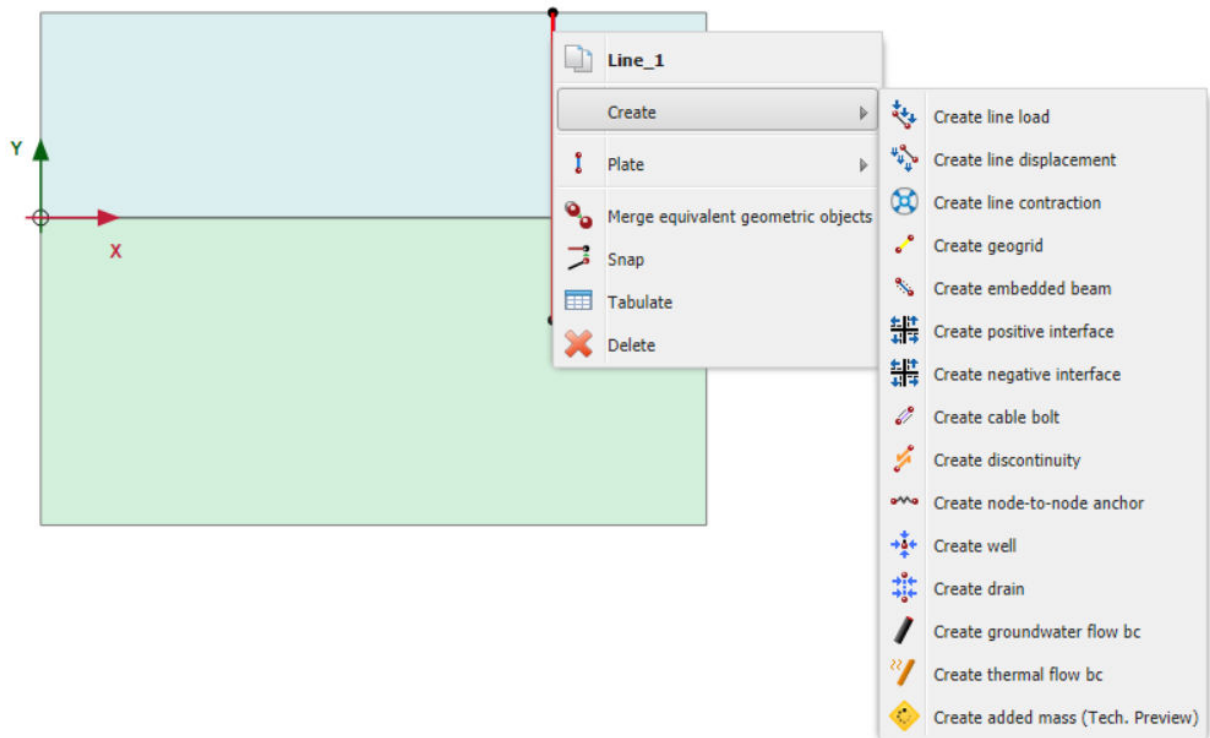 Y
X
Line_1
Create
Plate
Merge equivalent geometric objects
Snap
Tabulate
Delete
Create line load
Create line displacement
Create line contraction
Create geogrid
Create embedded beam
Create positive interface
Create negative interface
Create cable bolt
Create discontinuity
Create node-to-node anchor
Create well
Create drain
Create groundwater flow bc
Create thermal flow bc
Create added mass (Tech. Preview)